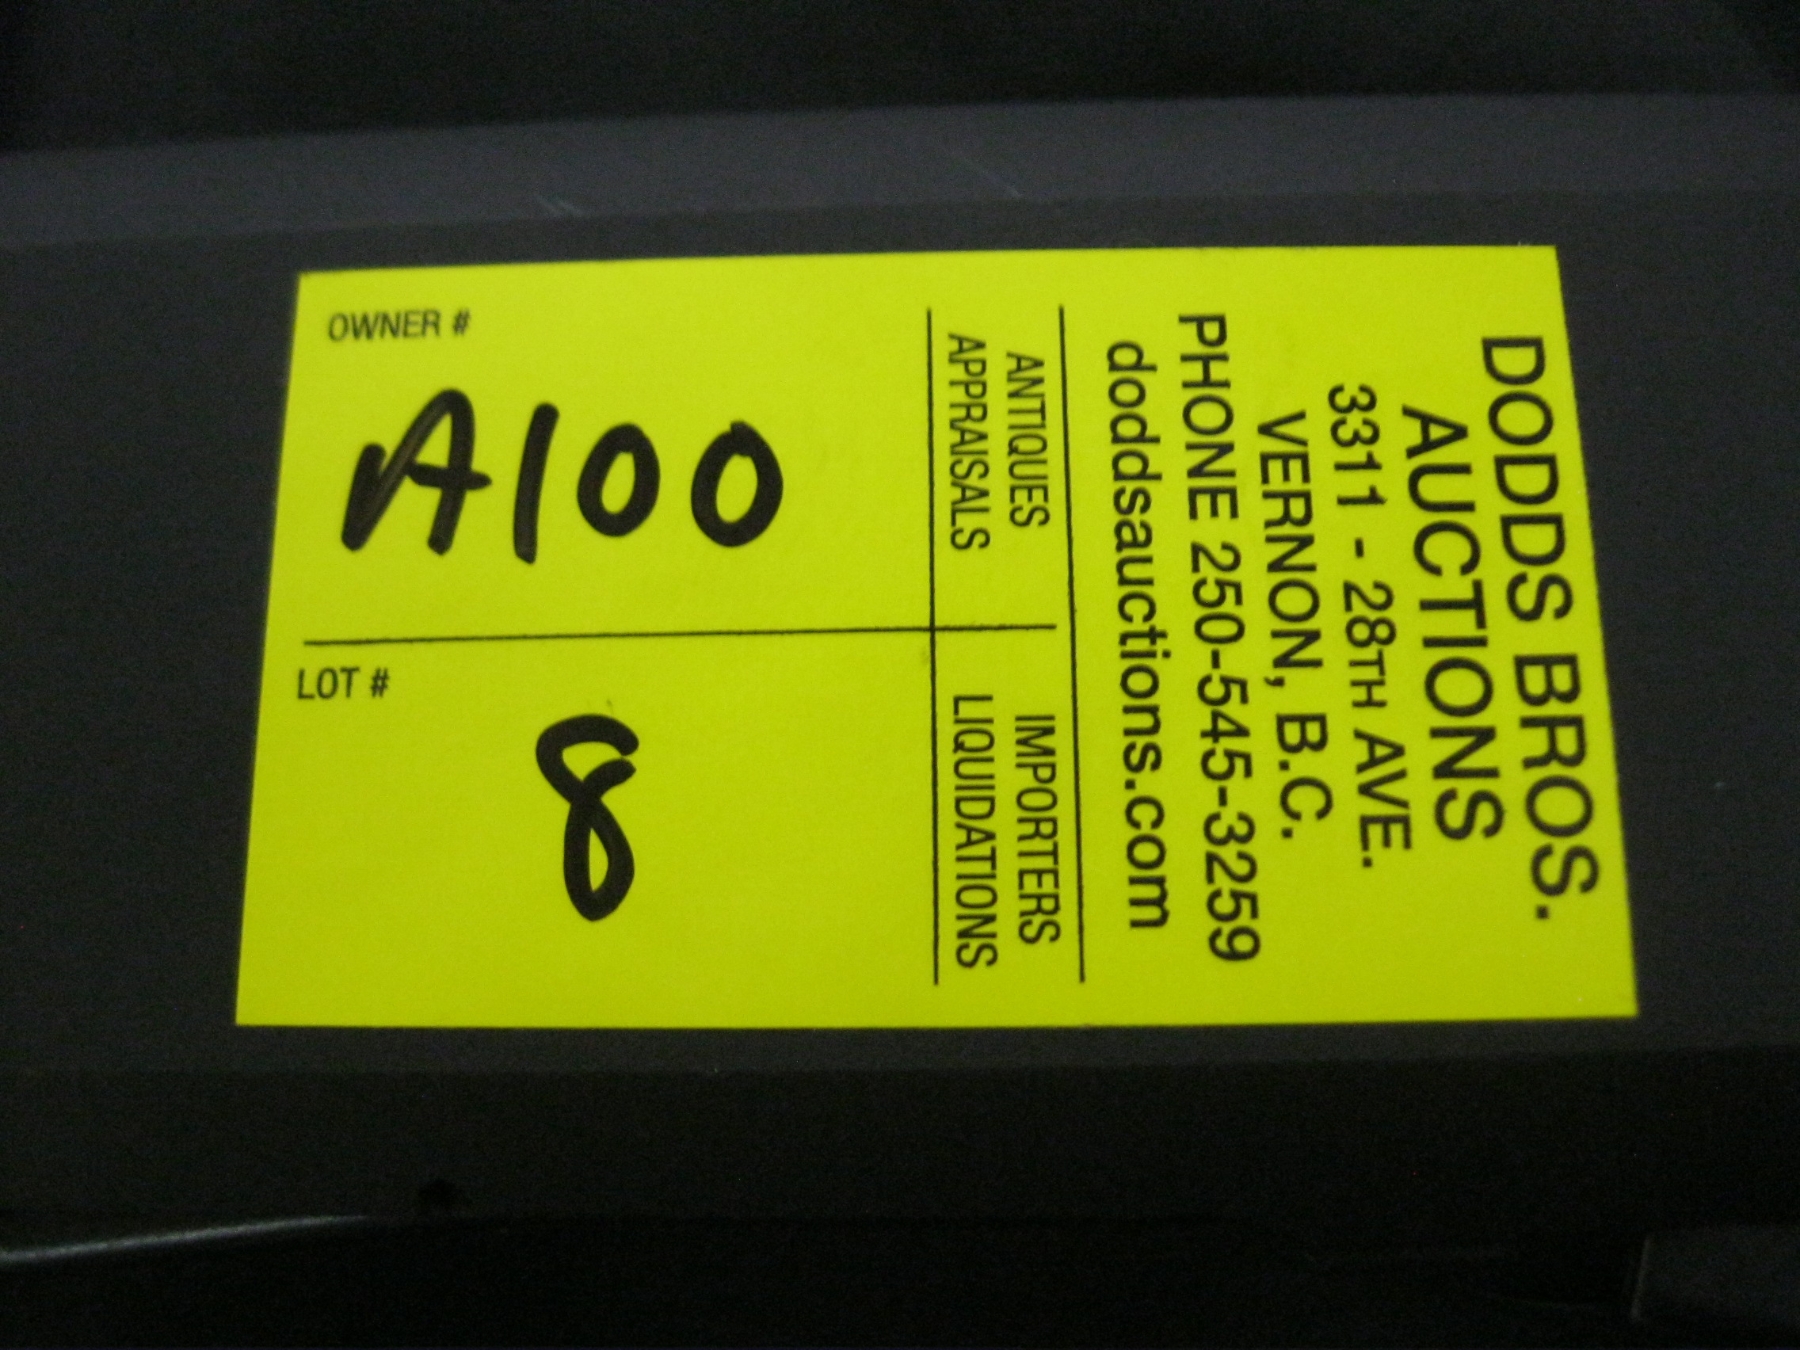 OWNER #
A100
LOT #
8
DODDS BROS.
AUCTIONS
3311 - 28TH AVE.
VERNON, B.C.
PHONE 250-545-3259
doddsauctions.com
ANTIQUES IMPORTERS
APPRAISALS LIQUIDATIONS